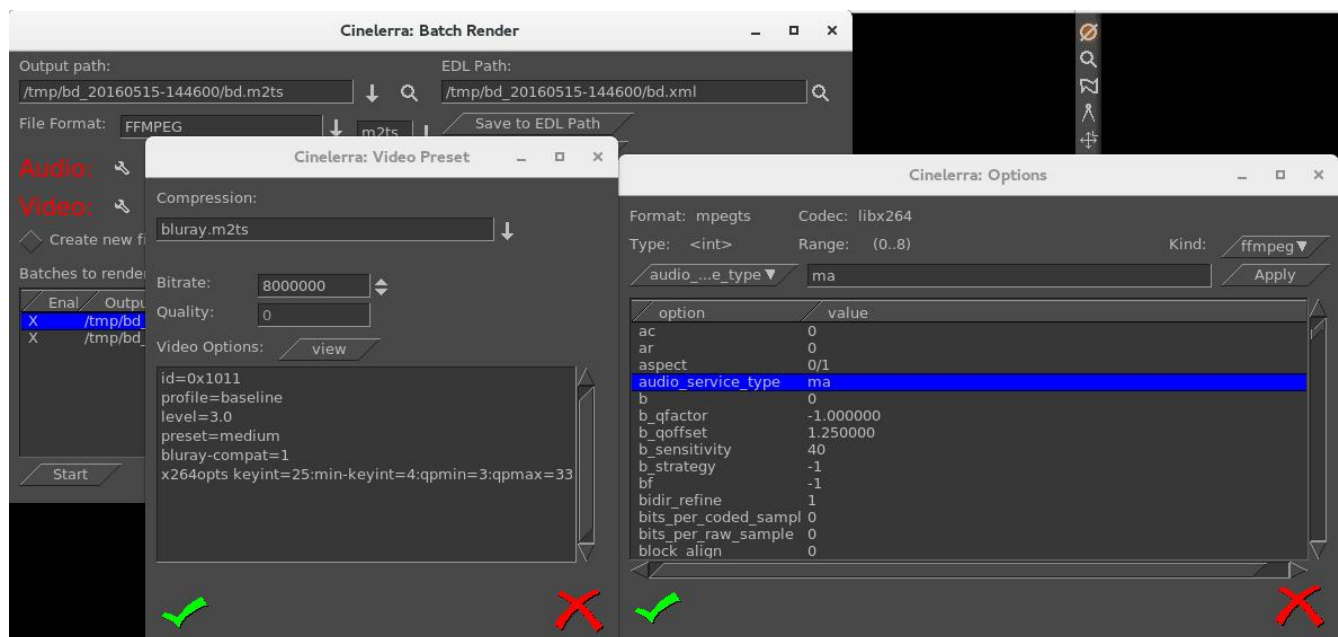 Cinelerra: Batch Render
Output path:
EDL Path:
/tmp/bd_20160515-144600/bd.m2ts
/tmp/bd_20160515-144600/bd.xml
File Format:
FFMPEG
m2ts
Save to EDL Path
Audio:
Video:
Create new fi
Batches to rende
Enal
Outpu
X /tmp/bd_
X /tmp/bd_
Start
Cinelerra: Video Preset
Compression:
bluray.m2ts
Bitrate: 8000000
Quality: 0
Video Options: view
id=0x1011
profile=baseline
level=3.0
preset=medium
bluray-compat=1
x264opts keyint=25:min-keyint=4:qpmin=3:qpmax=33
Cinelerra: Options
Format: mpegts Codec: libx264
Type: <int> Range: (0..8) Kind: ffmpeg
audio_...e_type ma Apply
option value
ac 0
ar 0
aspect 0/1
audio_service_type ma
b 0
b_qfactor -1.000000
b_qoffset 1.250000
b_sensitivity 40
b_strategy -1
bf -1
bidir_refine 1
bits_per_coded_sampl 0
bits_per_raw_sample 0
block_align 0